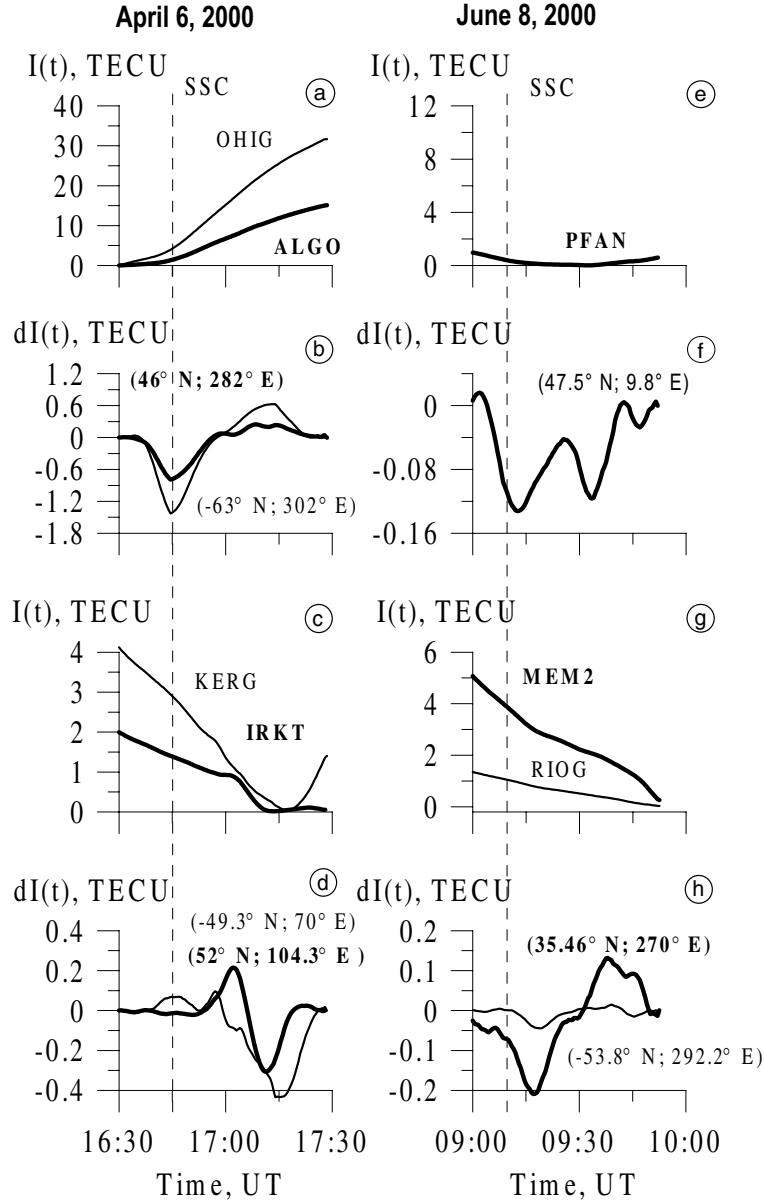 April 6, 2000
June 8, 2000
I(t), TECU
SSC
a
40
30
20
10
0
OHIG
ALGO
I(t), TECU
SSC
e
12
8
4
0
PFAN
dI(t), TECU
b
1.2
0.6
0
-0.6
-1.2
-1.8
(46° N; 282° E)
(-63° N; 302° E)
dI(t), TECU
f
0
-0.08
-0.16
(47.5° N; 9.8° E)
I(t), TECU
c
4
3
2
1
0
KERG
IRKT
I(t), TECU
g
6
4
2
0
MEM2
RIOG
dI(t), TECU
d
0.4
0.2
0
-0.2
-0.4
(-49.3° N; 70° E)
(52° N; 104.3° E )
16:30
17:00
17:30
Time, UT
dI(t), TECU
h
0.2
0.1
0
-0.1
-0.2
(35.46° N; 270° E)
(-53.8° N; 292.2° E)
09:00
09:30
10:00
Time, UT